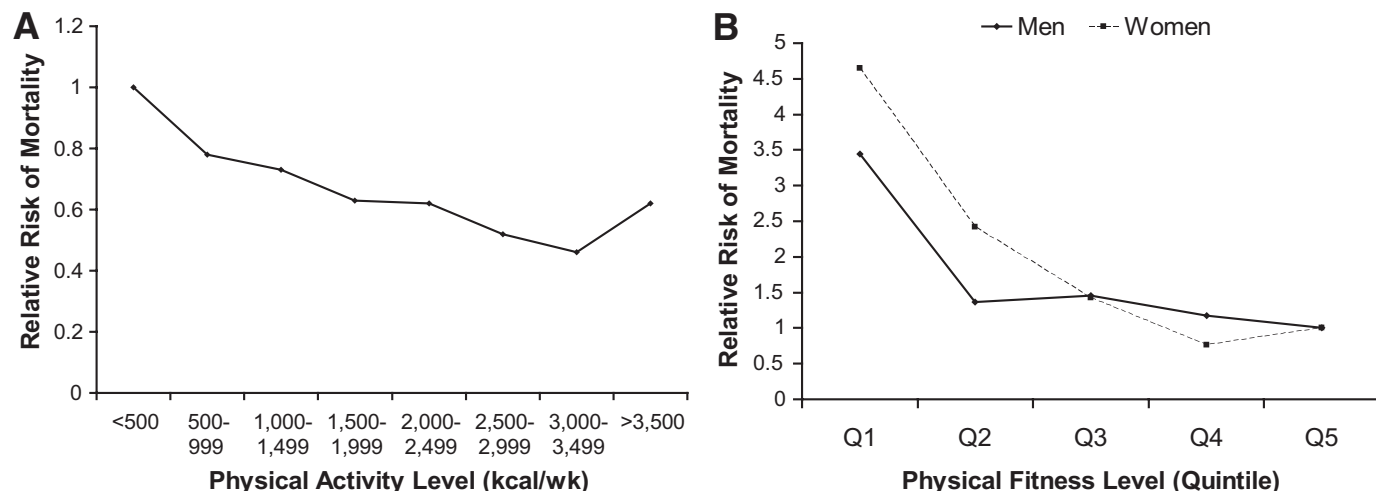 A
Relative Risk of Mortality
1.2
1
0.8
0.6
0.4
0.2
0
<500
500-
999
1,000-
1,499
1,500-
1,999
2,000-
2,499
2,500-
2,999
3,000-
3,499
>3,500
Physical Activity Level (kcal/wk)
B
Men
Women
Relative Risk of Mortality
5
4.5
4
3.5
3
2.5
2
1.5
1
0.5
0
Q1
Q2
Q3
Q4
Q5
Physical Fitness Level (Quintile)